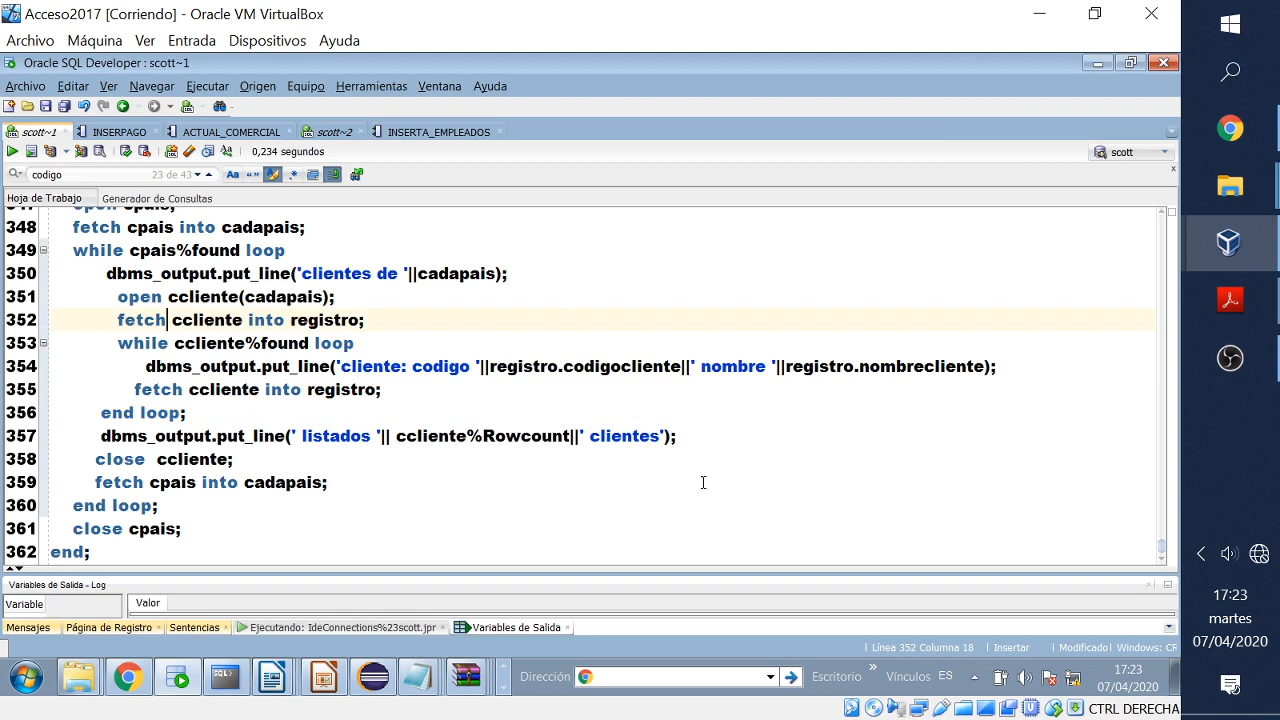 Acceso2017 [Corriendo] - Oracle VM VirtualBox
Archivo Máquina Ver Entrada Dispositivos Ayuda
Oracle SQL Developer : scott~1
Archivo Editar Ver Navegar Ejecutar Origen Equipo Herramientas Ventana Ayuda
scott~1 INSERPAGO ACTUAL_COMERCIAL scott~2 INSERTA_EMPLEADOS
0,234 segundos scott
codigo 23 de 43
Hoja de Trabajo Generador de Consultas
348 fetch cpais into cadapais;
349 while cpais%found loop
350 dbms_output.put_line('clientes de '||cadapais);
351 open ccliente(cadapais);
352 fetch ccliente into registro;
353 while ccliente%found loop
354 dbms_output.put_line('cliente: codigo '||registro.codigocliente||' nombre '||registro.nombrecliente);
355 fetch ccliente into registro;
356 end loop;
357 dbms_output.put_line(' listados '|| ccliente%Rowcount||' clientes');
358 close ccliente;
359 fetch cpais into cadapais;
360 end loop;
361 close cpais;
362 end;
Variables de Salida - Log
Variable Valor
Mensajes Página de Registro Sentencias Ejecutando: IdeConnections%23scott.jpr Variables de Salida
Línea 352 Columna 18 Insertar Modificado Windows: CR
Dirección Escritorio » Vínculos ES 17:23
07/04/2020
CTRL DERECHA
17:23
martes
07/04/2020